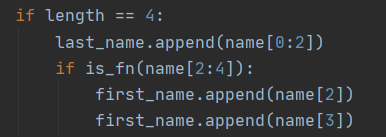 if length == 4:
    last_name.append(name[0:2])
    if is_fn(name[2:4]):
        first_name.append(name[2])
        first_name.append(name[3])